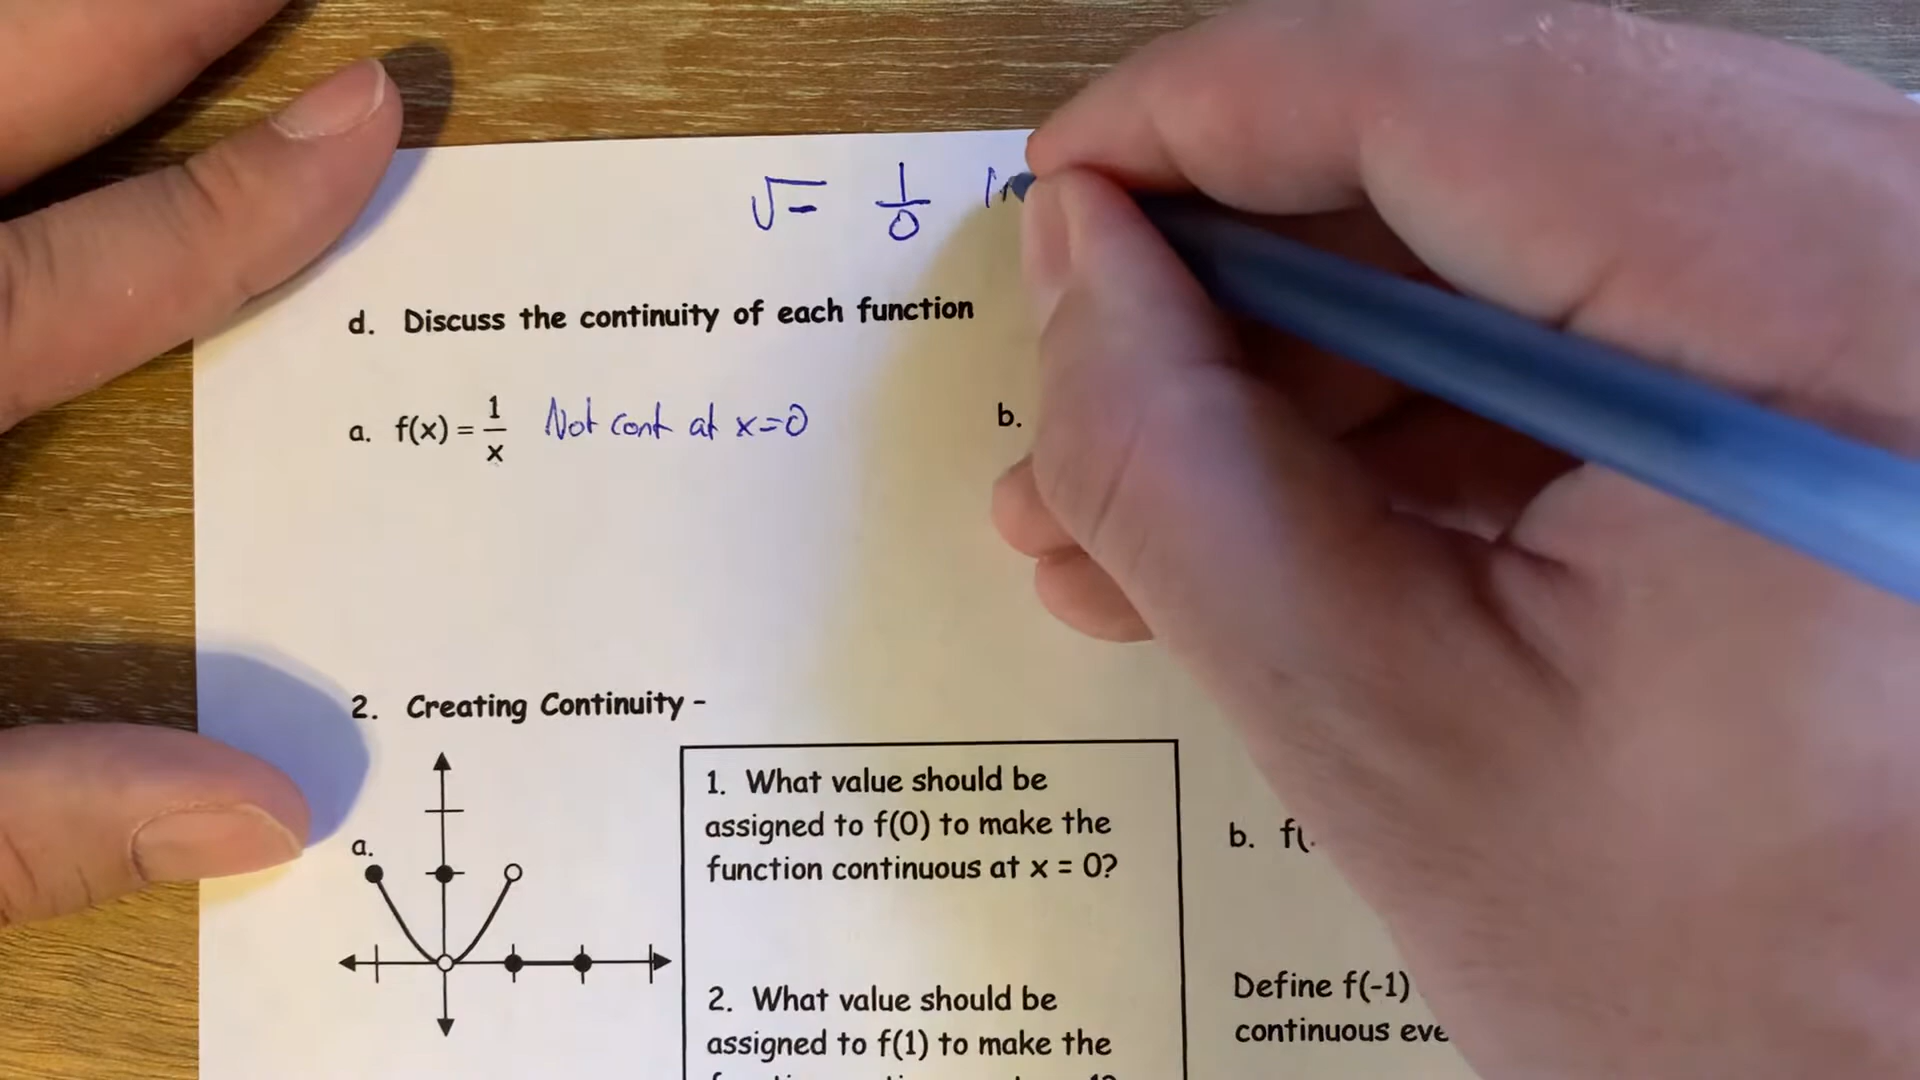 √- 1/0
d. Discuss the continuity of each function
a. f(x) = 1/x Not cont at x=0
b.
2. Creating Continuity -
a.
1. What value should be
assigned to f(0) to make the
function continuous at x = 0?
2. What value should be
assigned to f(1) to make the
b. f(
Define f(-1)
continuous